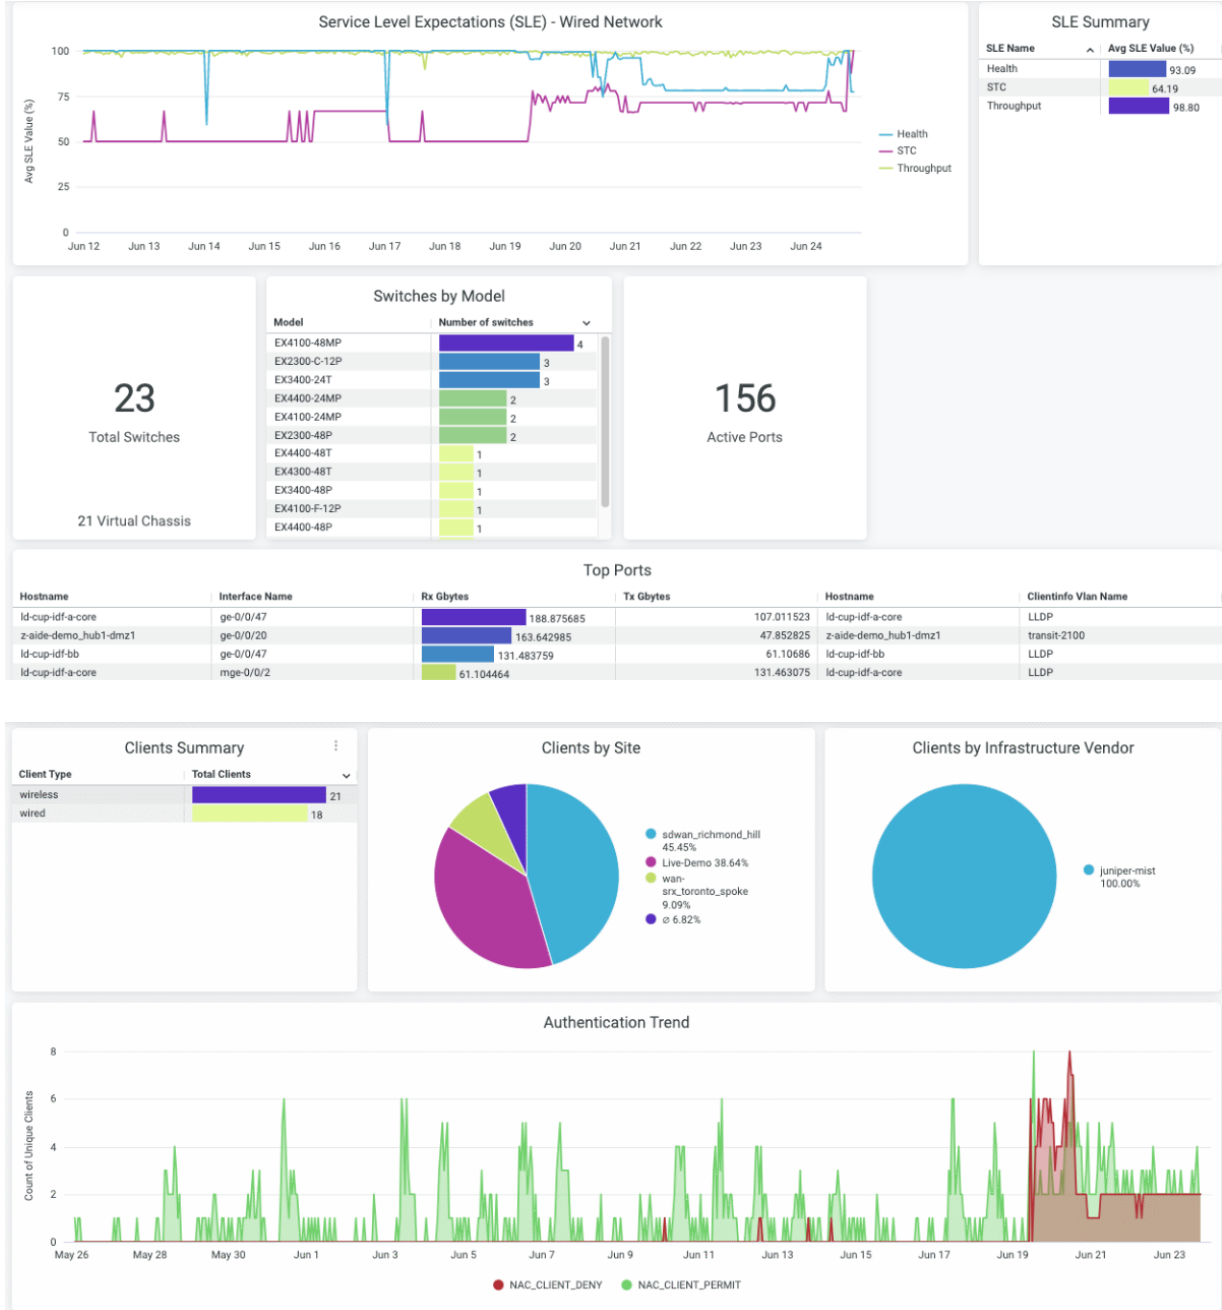 Service Level Expectations (SLE) - Wired Network
100
75
50
25
0
Avg SLE Value (%)
Jun 12 Jun 13 Jun 14 Jun 15 Jun 16 Jun 17 Jun 18 Jun 19 Jun 20 Jun 21 Jun 22 Jun 23 Jun 24
Health
STC
Throughput
SLE Summary
SLE Name Avg SLE Value (%)
Health 93.09
STC 64.19
Throughput 98.80
23
Total Switches
21 Virtual Chassis
Switches by Model
Model Number of switches
EX4100-48MP 4
EX2300-C-12P 3
EX3400-24T 3
EX4400-24MP 2
EX4100-24MP 2
EX2300-48P 2
EX4400-48T 1
EX4300-48T 1
EX3400-48P 1
EX4100-F-12P 1
EX4400-48P 1
156
Active Ports
Top Ports
Hostname Interface Name Rx Gbytes Tx Gbytes Hostname Clientinfo Vlan Name
ld-cup-idf-a-core ge-0/0/47 188.875685 107.011523 ld-cup-idf-a-core LLDP
z-aide-demo_hub1-dmz1 ge-0/0/20 163.642985 47.852825 z-aide-demo_hub1-dmz1 transit-2100
ld-cup-idf-bb ge-0/0/47 131.483759 61.10686 ld-cup-idf-bb LLDP
ld-cup-idf-a-core mge-0/0/2 61.104464 131.463075 ld-cup-idf-a-core LLDP
Clients Summary
Client Type Total Clients
wireless 21
wired 18
Clients by Site
sdwan_richmond_hill
45.45%
Live-Demo 38.64%
wan-
srx_toronto_spoke
9.09%
∅ 6.82%
Clients by Infrastructure Vendor
juniper-mist
100.00%
Authentication Trend
8
6
4
2
0
Count of Unique Clients
May 26 May 28 May 30 Jun 1 Jun 3 Jun 5 Jun 7 Jun 9 Jun 11 Jun 13 Jun 15 Jun 17 Jun 19 Jun 21 Jun 23
NAC_CLIENT_DENY NAC_CLIENT_PERMIT